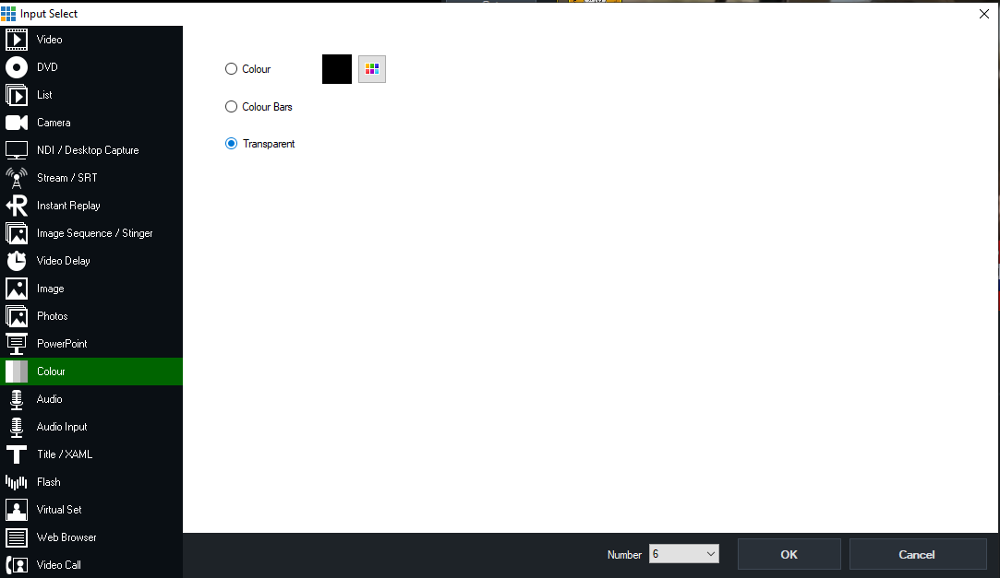 Input Select
Video
DVD
List
Camera
NDI / Desktop Capture
Stream / SRT
Instant Replay
Image Sequence / Stinger
Video Delay
Image
Photos
PowerPoint
Colour
Audio
Audio Input
Title / XAML
Flash
Virtual Set
Web Browser
Video Call
Colour
Colour Bars
Transparent
Number 6
OK
Cancel